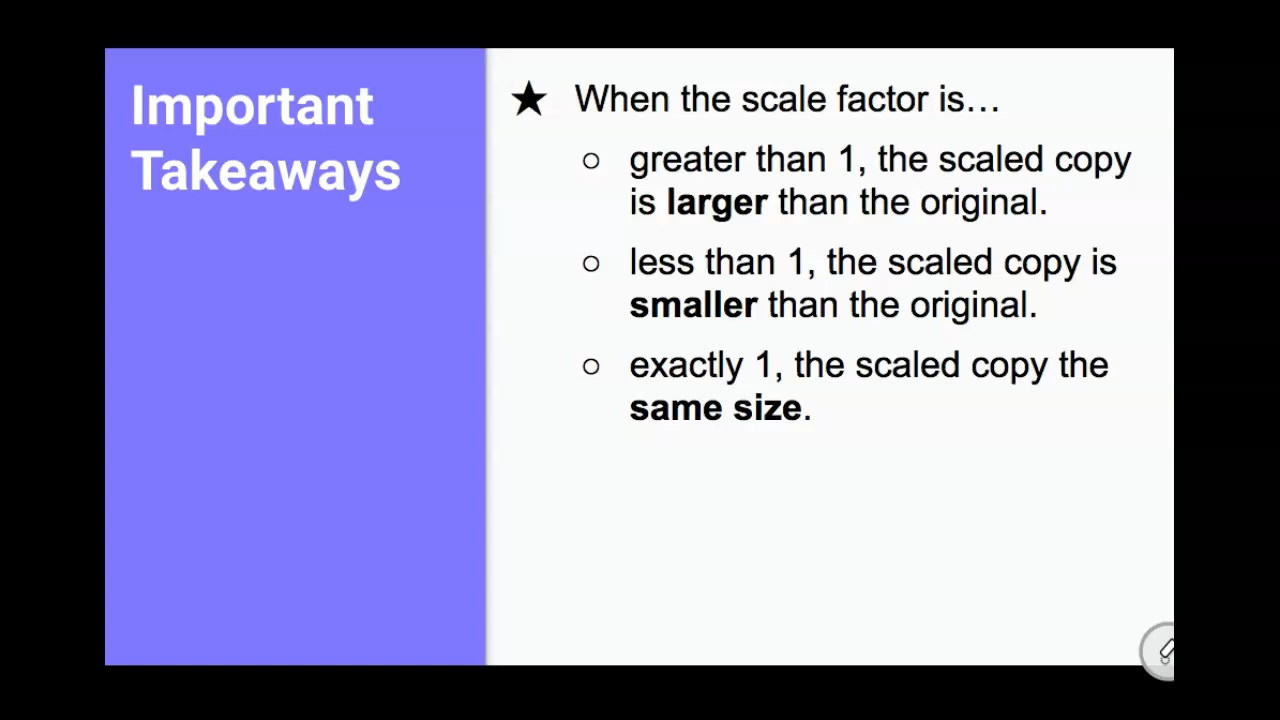 Important
Takeaways
★ When the scale factor is…
○ greater than 1, the scaled copy
is larger than the original.
○ less than 1, the scaled copy is
smaller than the original.
○ exactly 1, the scaled copy the
same size.